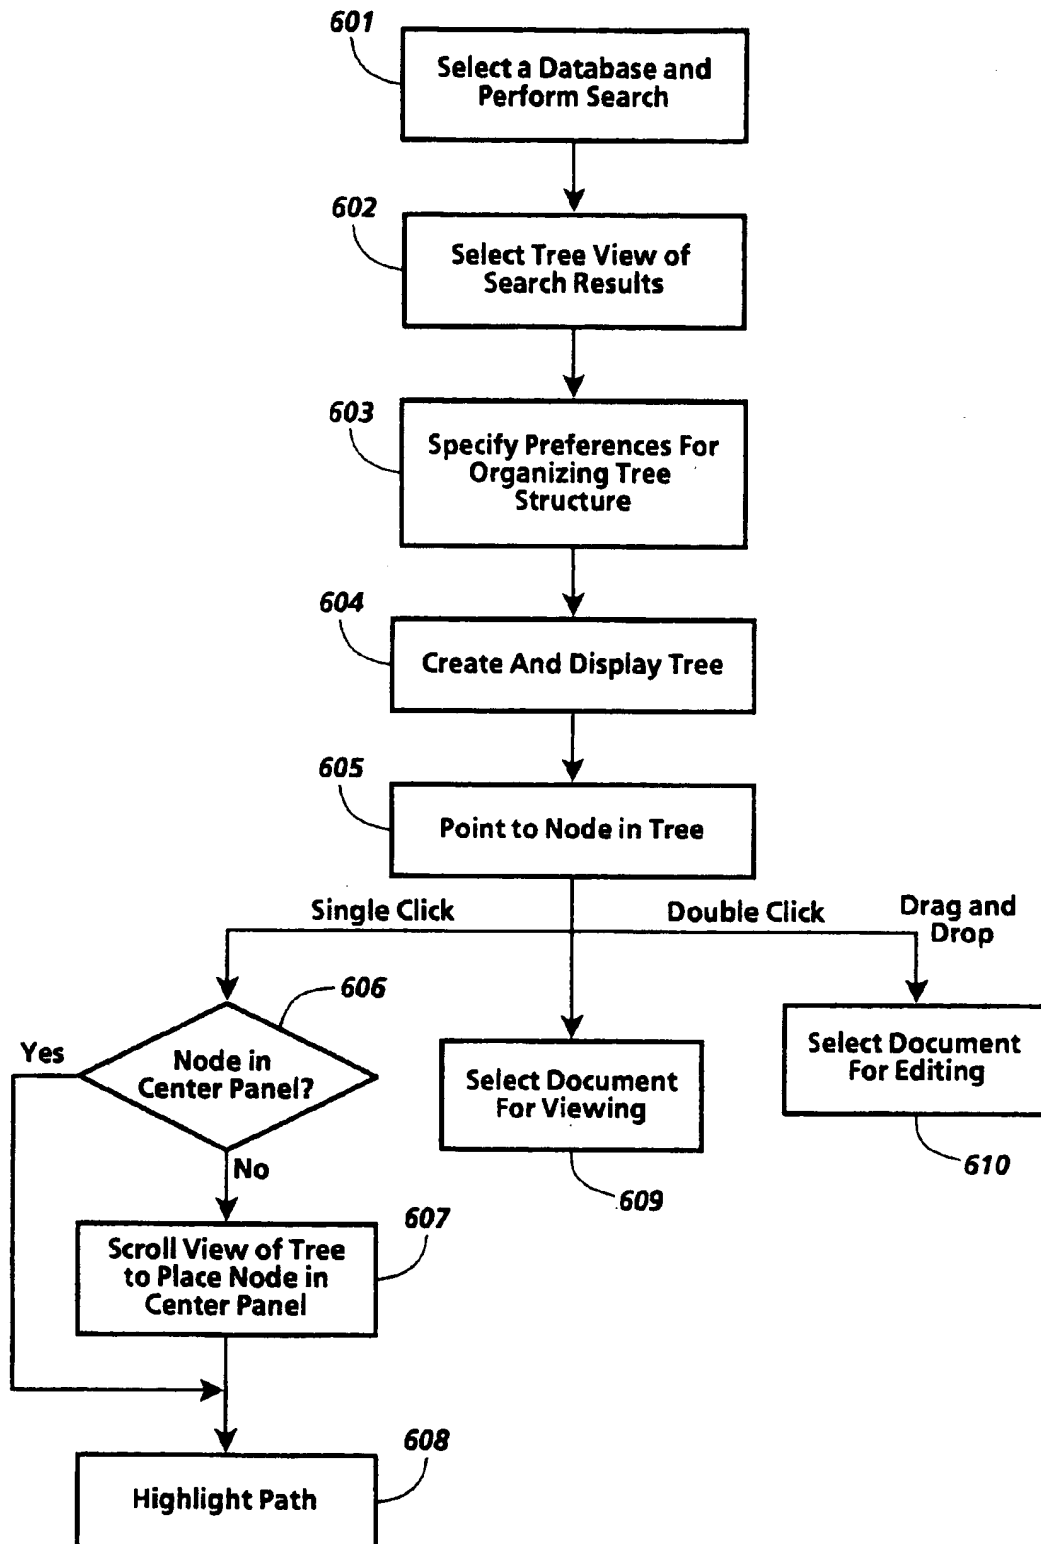 601
Select a Database and
Perform Search
602
Select Tree View of
Search Results
603
Specify Preferences For
Organizing Tree
Structure
604
Create And Display Tree
605
Point to Node in Tree
Single Click
Double Click
Drag and
Drop
606
Yes
Node in
Center Panel?
No
Select Document
For Viewing
609
Select Document
For Editing
610
607
Scroll View of Tree
to Place Node in
Center Panel
608
Highlight Path